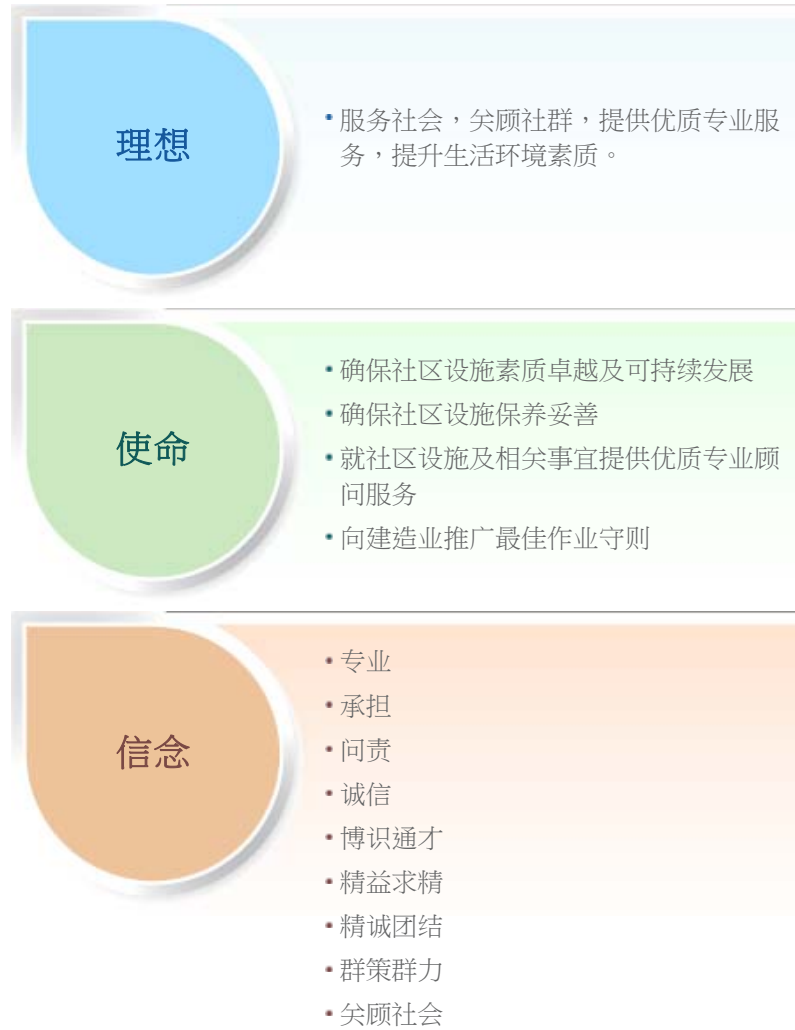 理想
•服务社会，关顾社群，提供优质专业服
务，提升生活环境素质。
使命
•确保社区设施素质卓越及可持续发展
•确保社区设施保养妥善
•就社区设施及相关事宜提供优质专业顾
问服务
•向建造业推广最佳作业守则
信念
•专业
•承担
•问责
•诚信
•博识通才
•精益求精
•精诚团结
•群策群力
•关顾社会